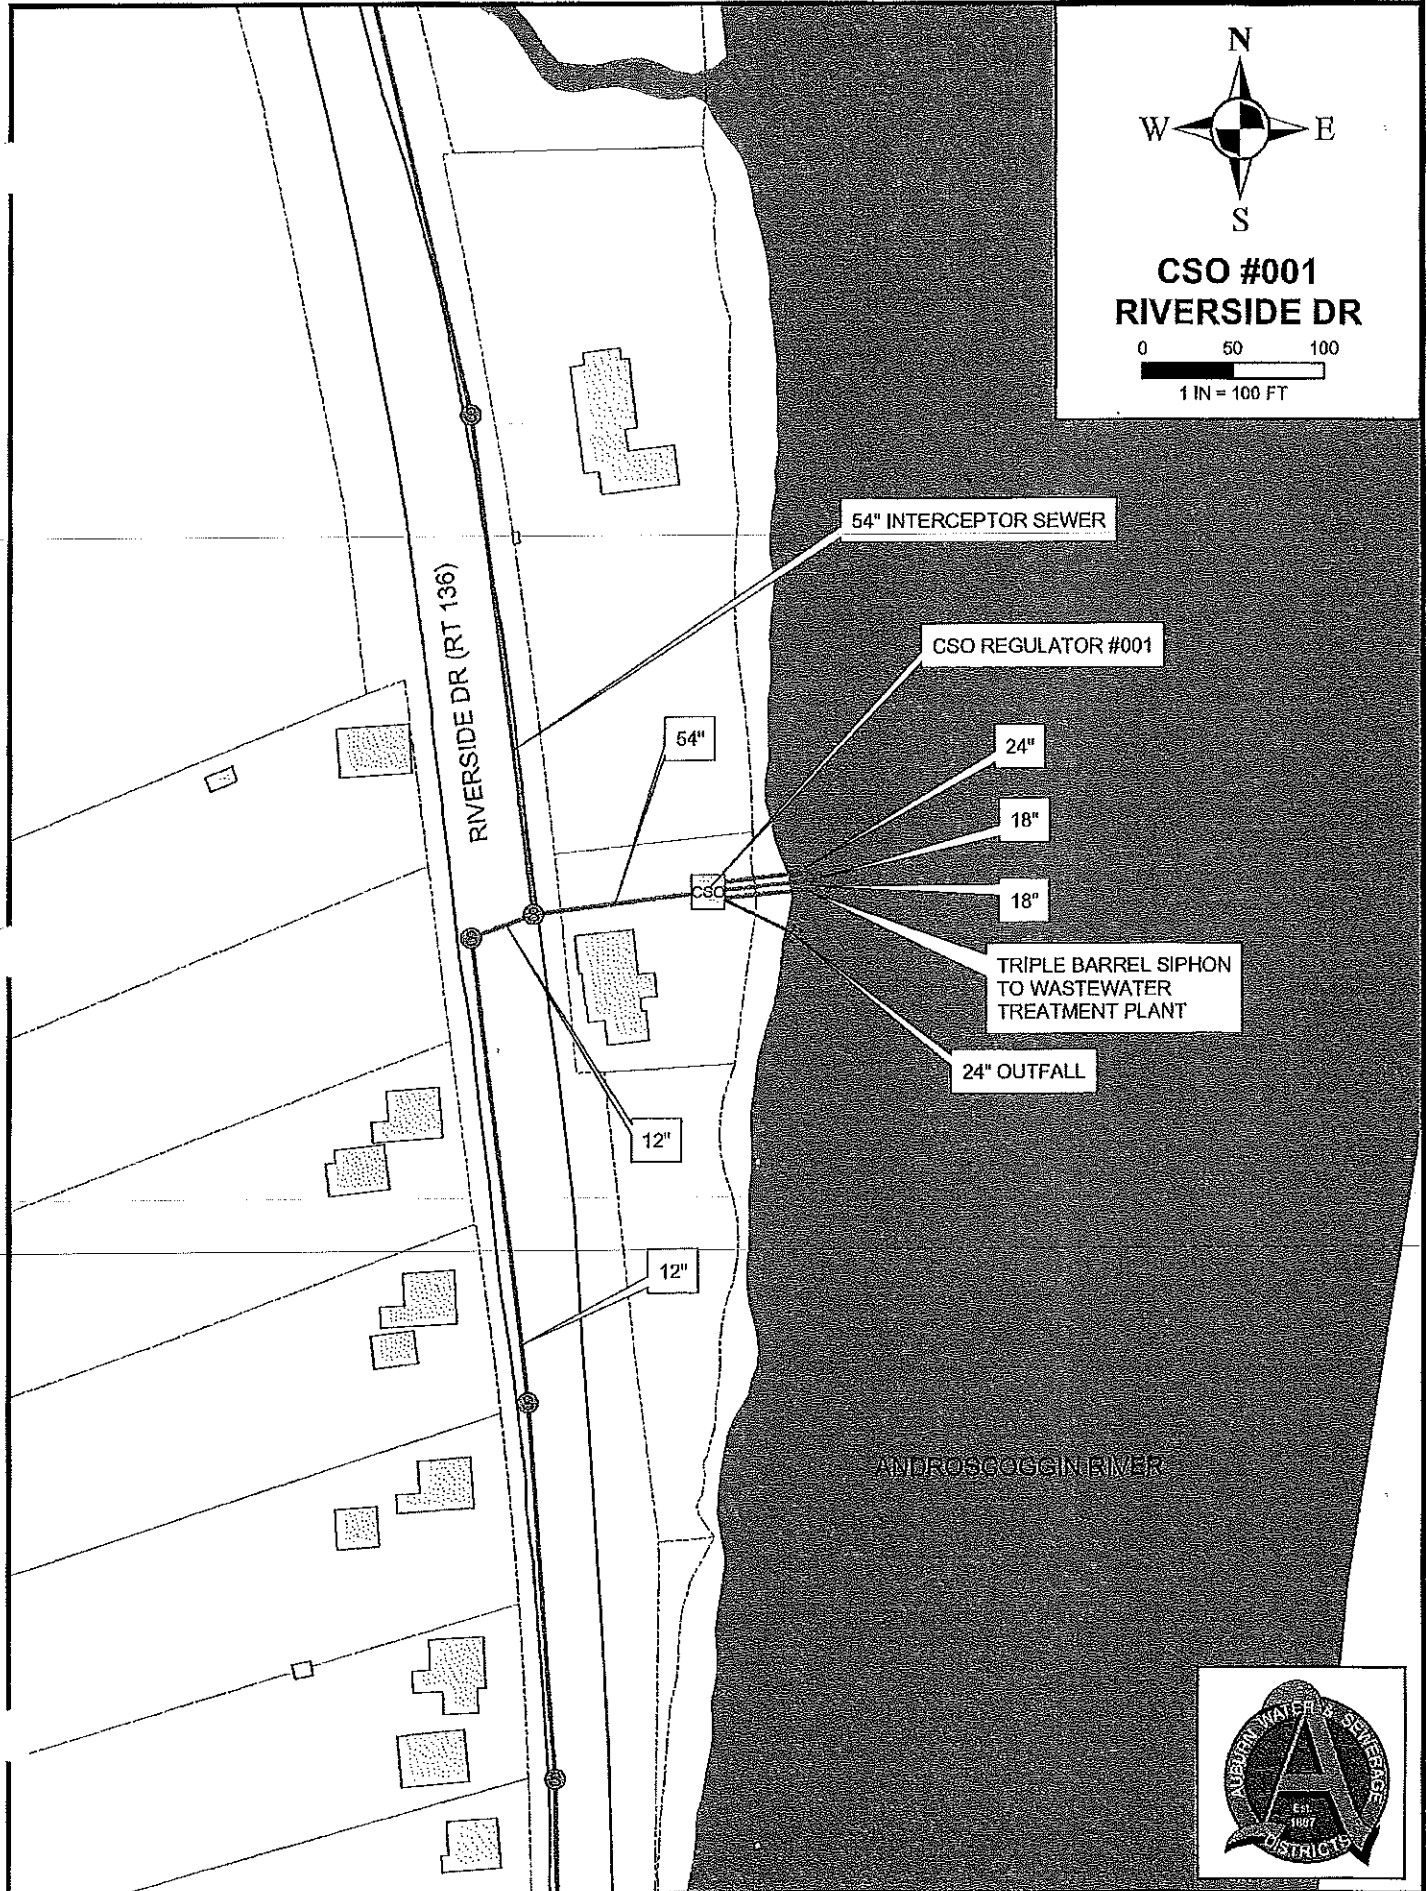 N
W E
S
CSO #001
RIVERSIDE DR
0 50 100
1 IN = 100 FT
54" INTERCEPTOR SEWER
RIVERSIDE DR (RT 136)
CSO REGULATOR #001
54"
24"
18"
CSO
18"
TRIPLE BARREL SIPHON
TO WASTEWATER
TREATMENT PLANT
24" OUTFALL
12"
12"
ANDROSCOGGIN RIVER
AUBURN WATER & SEWERAGE
A
DISTRICTS